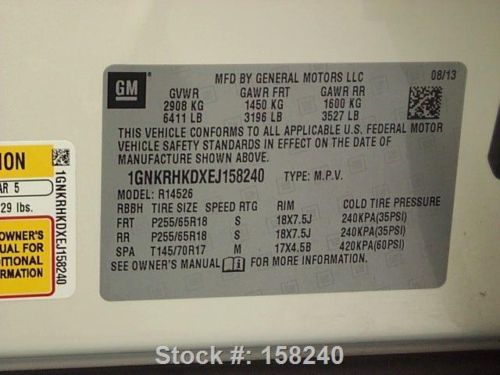 GM
MFD BY GENERAL MOTORS LLC 08/13
GVWR GAWR FRT GAWR RR
2908 KG 1450 KG 1600 KG
6411 LB 3196 LB 3527 LB
THIS VEHICLE CONFORMS TO ALL APPLICABLE U.S. FEDERAL MOTOR
VEHICLE SAFETY STANDARDS IN EFFECT ON THE DATE OF
MANUFACTURE SHOWN ABOVE.
1GNKRHKDXEJ158240 TYPE: M.P.V.
MODEL: R14526
RBBH TIRE SIZE SPEED RTG RIM COLD TIRE PRESSURE
FRT P255/65R18 S 18X7.5J 240KPA(35PSI)
RR P255/65R18 S 18X7.5J 240KPA(35PSI)
SPA T145/70R17 M 17X4.5B 420KPA(60PSI)
SEE OWNER'S MANUAL FOR MORE INFORMATION.
ION
AR 5
29 lbs.
OWNER'S
UAL FOR
DITIONAL
ORMATION
1GNKRHKDXEJ158240
Stock #: 158240